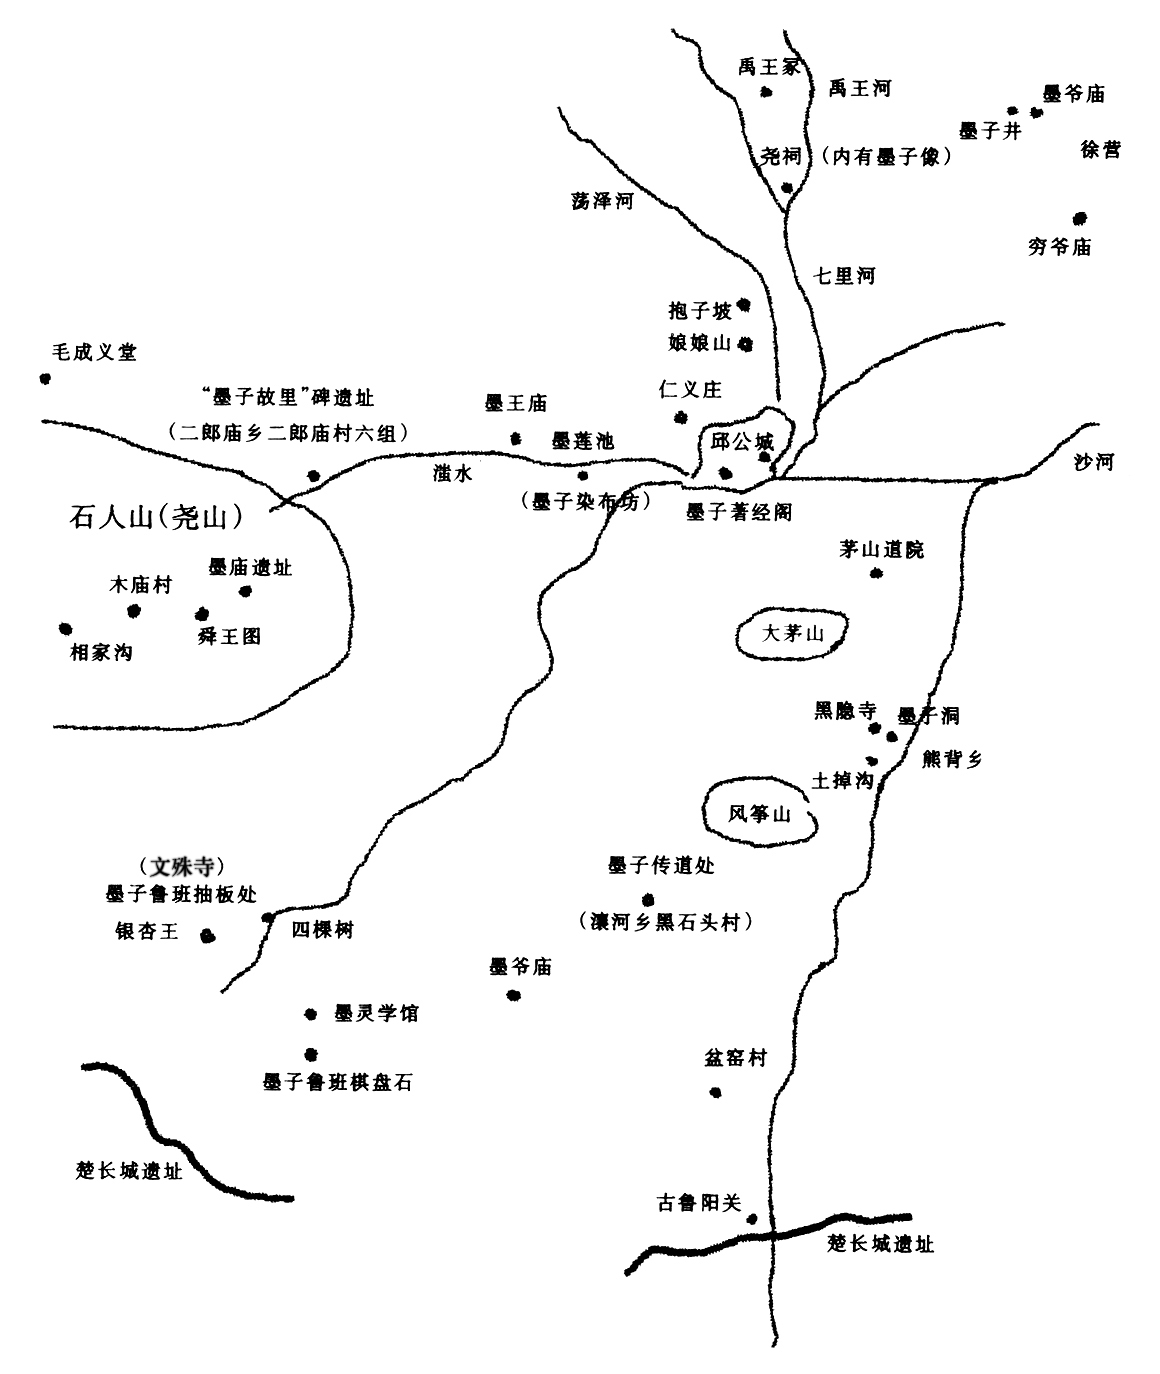 禹王冢
禹王河
墨爷庙
墨子井
徐营
尧祠 (内有墨子像)
荡泽河
穷爷庙
七里河
抱子坡
娘娘山
毛成义堂
仁义庄
“墨子故里”碑遗址
(二郎庙乡二郎庙村六组)
墨王庙
墨莲池
邱公城
滍水
沙河
(墨子染布坊)
墨子著经阁
石人山(尧山)
茅山道院
墨庙遗址
木庙村
舜王图
相家沟
大茅山
黑隐寺
墨子洞
熊背乡
土掉沟
风筝山
(文殊寺)
墨子鲁班抽板处
银杏王
四棵树
墨子传道处
(瀼河乡黑石头村)
墨爷庙
墨灵学馆
墨子鲁班棋盘石
盆窑村
楚长城遗址
古鲁阳关
楚长城遗址